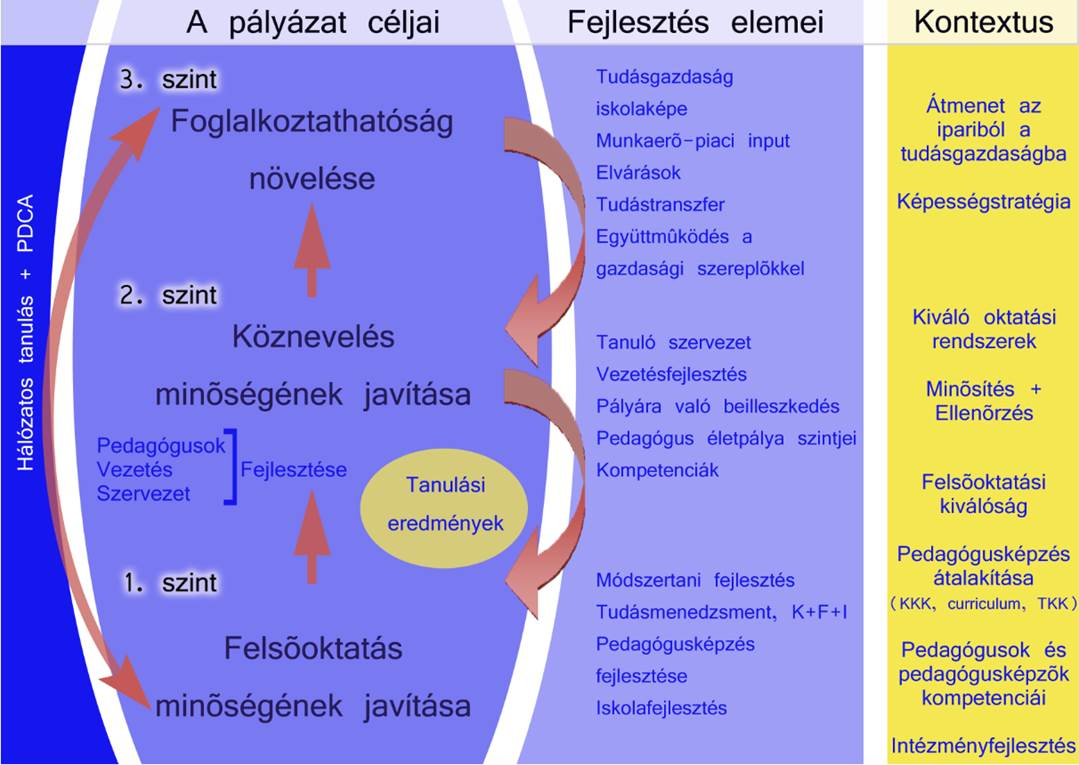 A pályázat céljai
Fejlesztés elemei
Kontextus
Hálózatos tanulás + PDCA
3. szint
Foglalkoztathatóság
növelése
2. szint
Köznevelés
minõségének javítása
Pedagógusok
Vezetés
Szervezet
Fejlesztése
Tanulási
eredmények
1. szint
Felsõoktatás
minõségének javítása
Tudásgazdaság
iskolaképe
Munkaerõ-piaci input
Elvárások
Tudástranszfer
Együttmûködés a
gazdasági szereplõkkel
Tanuló szervezet
Vezetésfejlesztés
Pályára való beilleszkedés
Pedagógus életpálya szintjei
Kompetenciák
Módszertani fejlesztés
Tudásmenedzsment, K+F+I
Pedagógusképzés
fejlesztése
Iskolafejlesztés
Átmenet az
ipariból a
tudásgazdaságba
Képességstratégia
Kiváló oktatási
rendszerek
Minõsítés +
Ellenõrzés
Felsõoktatási
kiválóság
Pedagógusképzés
átalakítása
(KKK, curriculum, TKK)
Pedagógusok és
pedagógusképzõk
kompetenciái
Intézményfejlesztés